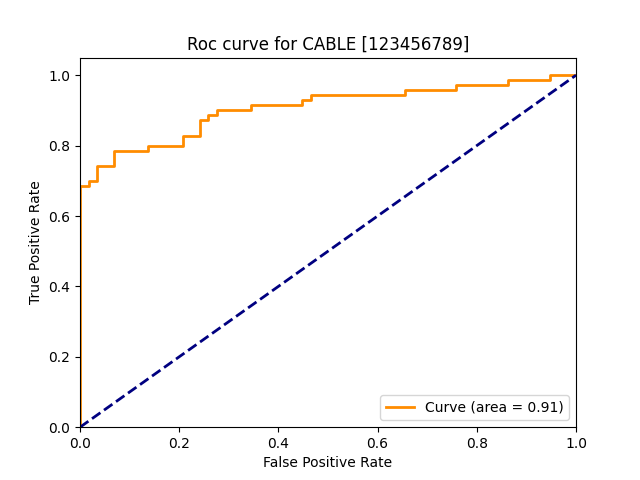 Roc curve for CABLE [123456789]
True Positive Rate
1.0
0.8
0.6
0.4
0.2
0.0
Curve (area = 0.91)
0.0 0.2 0.4 0.6 0.8 1.0
False Positive Rate